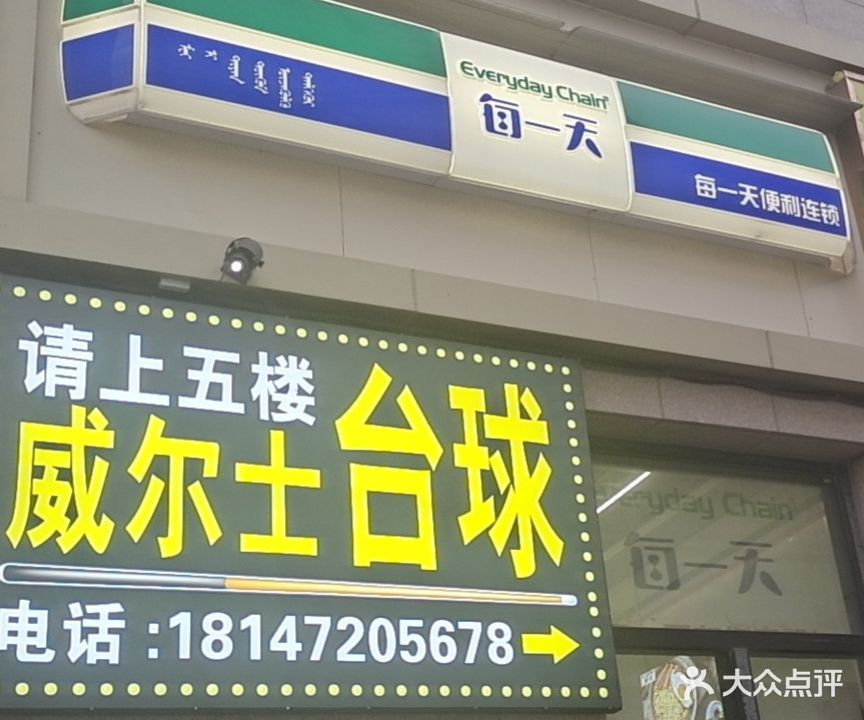 Everyday Chain
每一天
每一天便利连锁
请上五楼
威尔士台球
电话:18147205678
Everyday Chain
每一天
大众点评